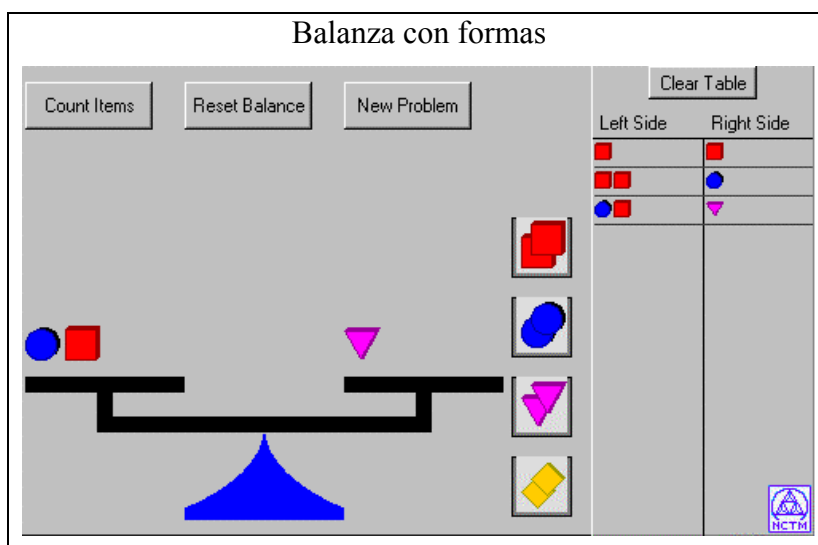 Balanza con formas
Count Items
Reset Balance
New Problem
Clear Table
Left Side
Right Side
NCTM